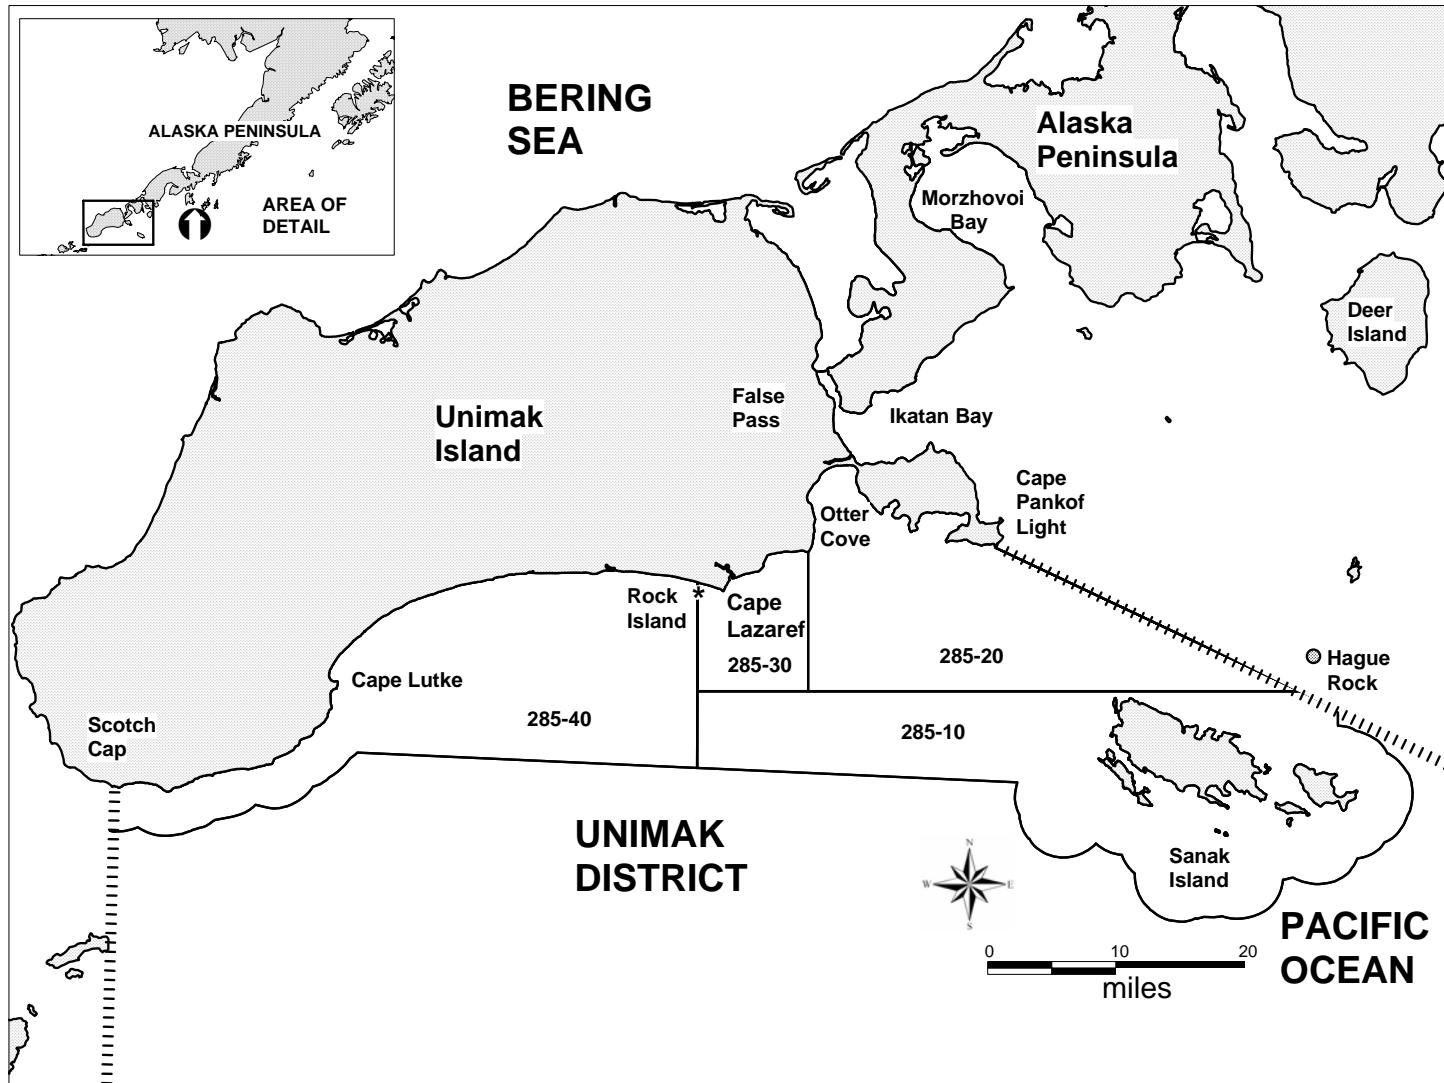 ALASKA PENINSULA
AREA OF
DETAIL
BERING
SEA
Alaska
Peninsula
Morzhovoi
Bay
Deer
Island
False
Pass
Unimak
Island
Ikatan Bay
Cape
Pankof
Light
Otter
Cove
Rock
Island
*
Cape
Lazaref
285-30
285-20
Hague
Rock
Cape Lutke
285-40
285-10
Scotch
Cap
UNIMAK
DISTRICT
Sanak
Island
N
W
E
S
PACIFIC
OCEAN
0 10 20
miles